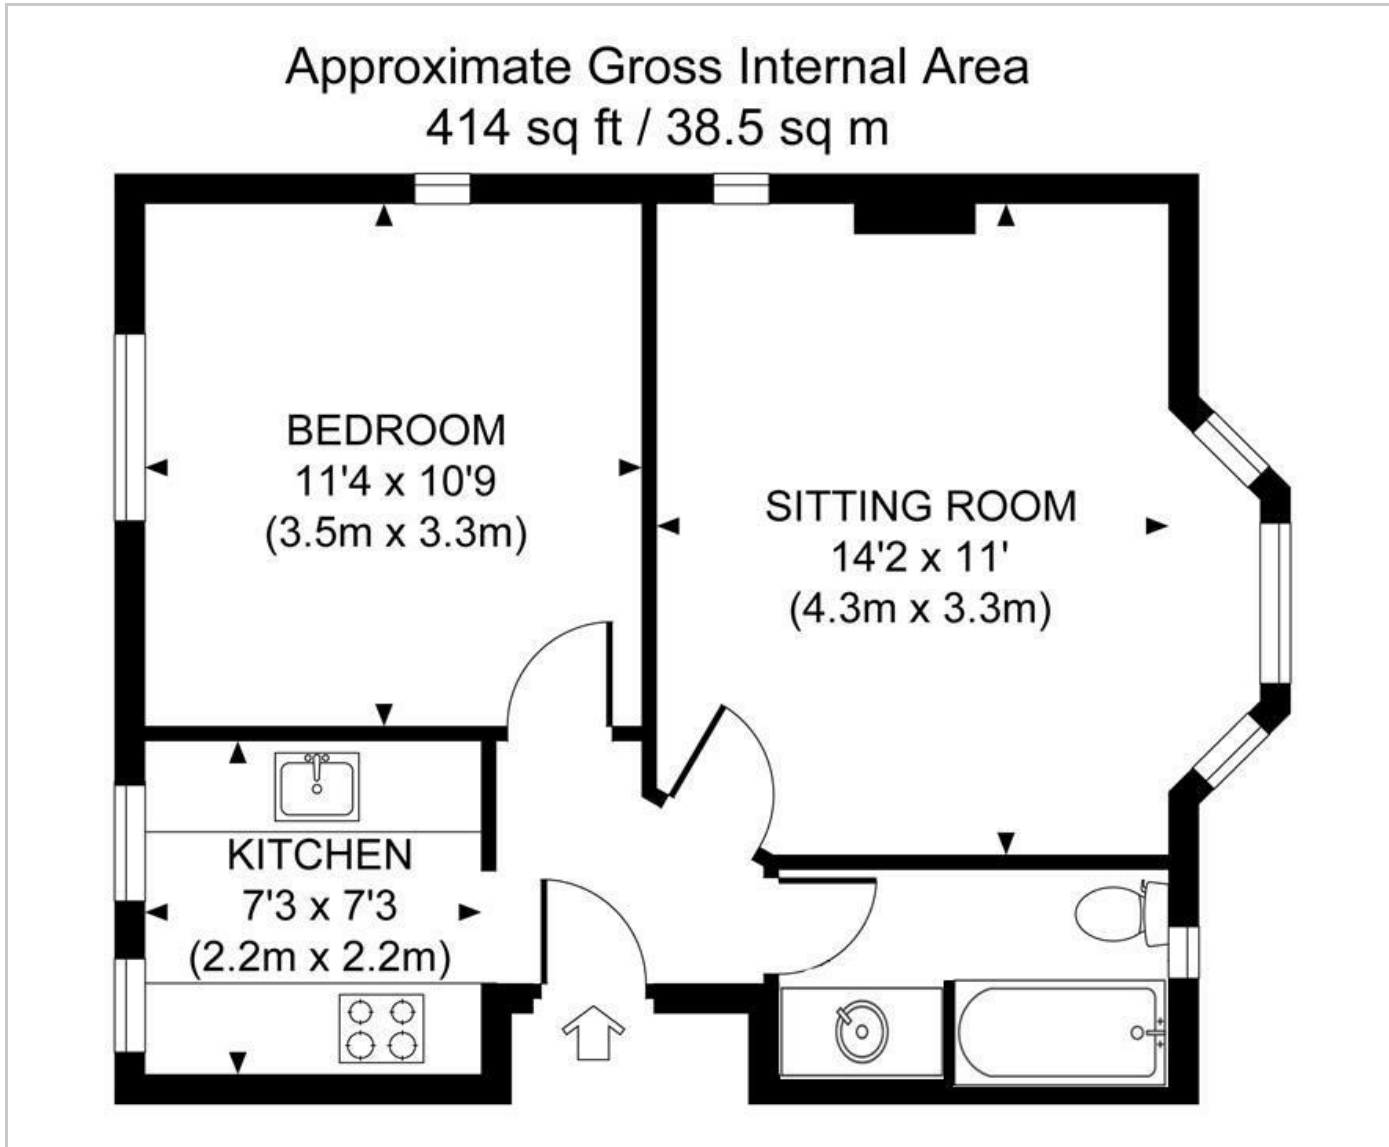 Approximate Gross Internal Area
414 sq ft / 38.5 sq m
BEDROOM
11'4 x 10'9
(3.5m x 3.3m)
SITTING ROOM
14'2 x 11'
(4.3m x 3.3m)
KITCHEN
7'3 x 7'3
(2.2m x 2.2m)